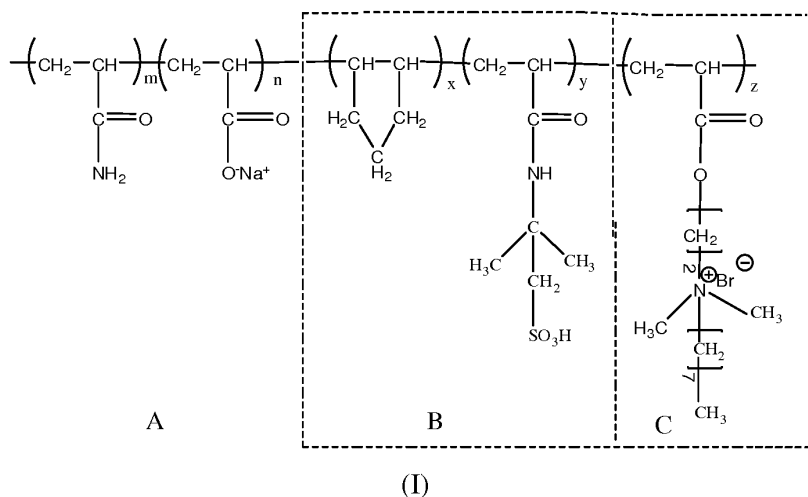 CH₂ CH m CH₂ CH n CH CH x CH₂ CH y CH₂ CH z
C O C O H₂C CH₂ C O C O
NH₂ O⁻Na⁺ C H₂ NH O
C CH₂ 2
H₃C CH₃ N⊕ Br ⊖
CH₂ H₃C CH₃
SO₃H CH₂ 7
CH₃
A B C
(I)